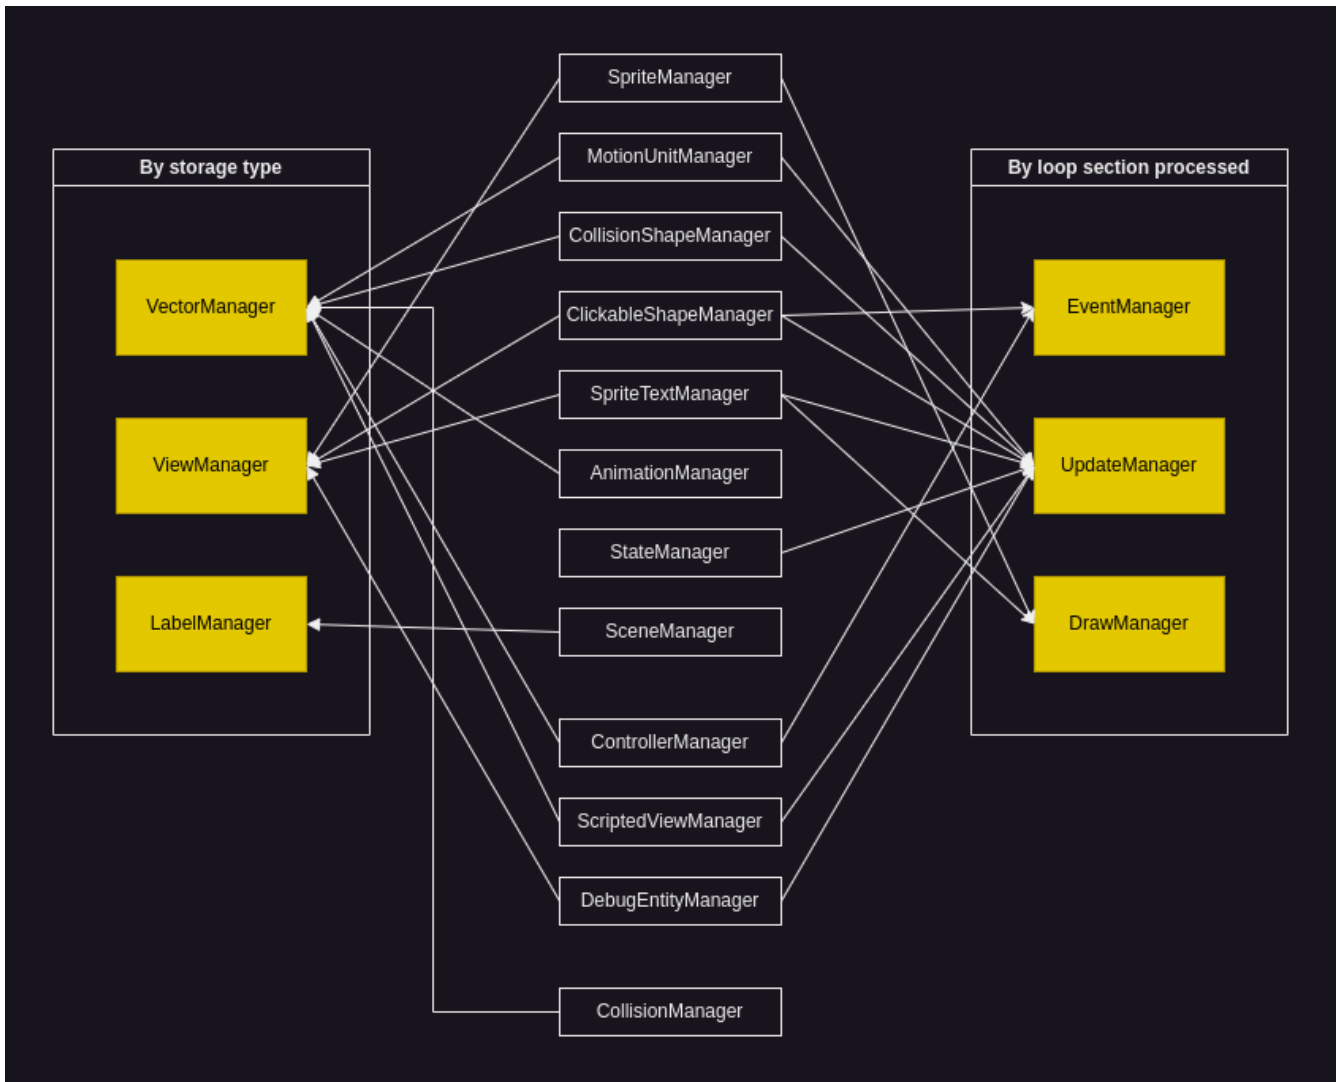 By storage type
VectorManager
ViewManager
LabelManager
SpriteManager
MotionUnitManager
CollisionShapeManager
ClickableShapeManager
SpriteTextManager
AnimationManager
StateManager
SceneManager
ControllerManager
ScriptedViewManager
DebugEntityManager
CollisionManager
By loop section processed
EventManager
UpdateManager
DrawManager